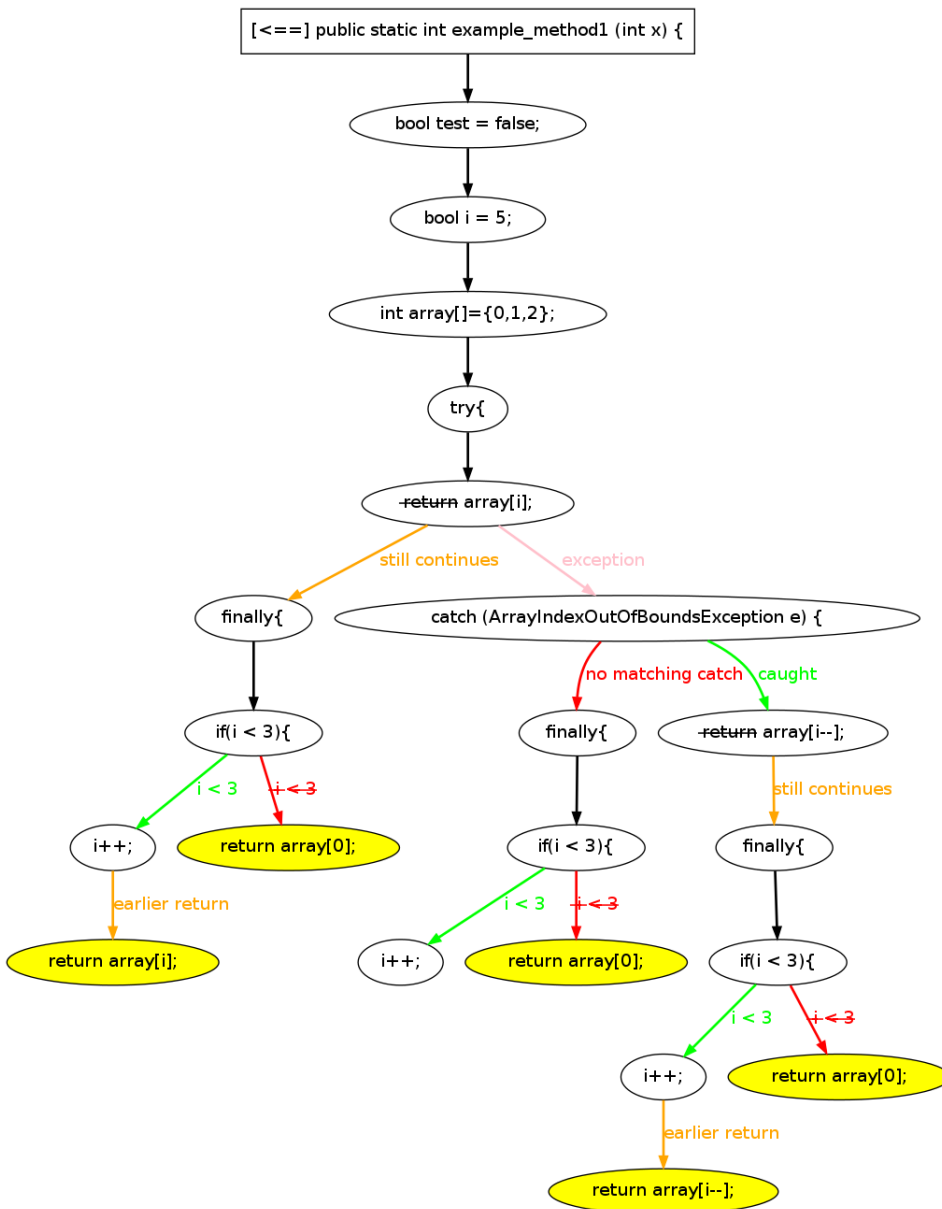 [<==] public static int example_method1 (int x) {
bool test = false;
bool i = 5;
int array[]={0,1,2};
try{
return array[i];
still continues
exception
finally{
catch (ArrayIndexOutOfBoundsException e) {
no matching catch
caught
if(i < 3){
finally{
return array[i--];
i < 3
i < 3
still continues
i++;
return array[0];
if(i < 3){
finally{
earlier return
i < 3
i < 3
return array[i];
i++;
return array[0];
if(i < 3){
i < 3
i < 3
i++;
return array[0];
earlier return
return array[i--];